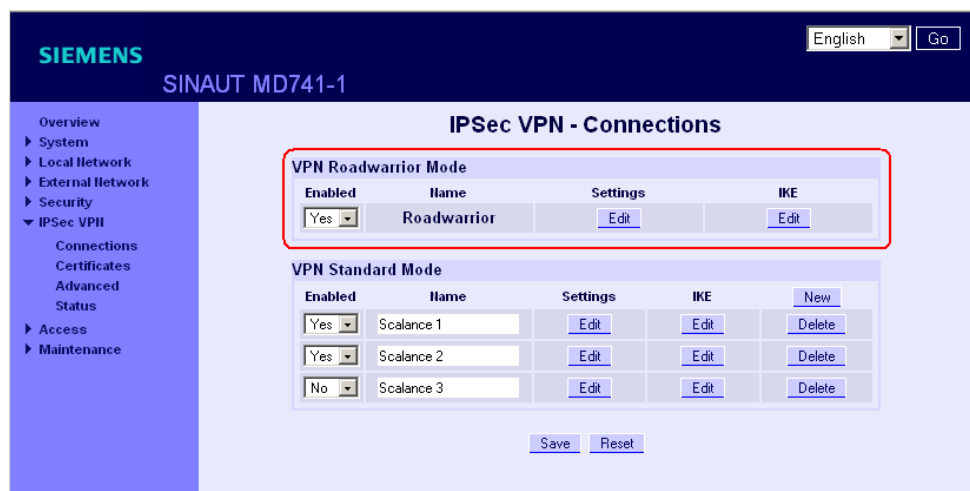 English Go
SIEMENS
SINAUT MD741-1
Overview
System
Local Network
External Network
Security
IPSec VPN
Connections
Certificates
Advanced
Status
Access
Maintenance
IPSec VPN - Connections
VPN Roadwarrior Mode
Enabled Name Settings IKE
Yes Roadwarrior Edit Edit
VPN Standard Mode
Enabled Name Settings IKE New
Yes Scalance 1 Edit Edit Delete
Yes Scalance 2 Edit Edit Delete
No Scalance 3 Edit Edit Delete
Save Reset